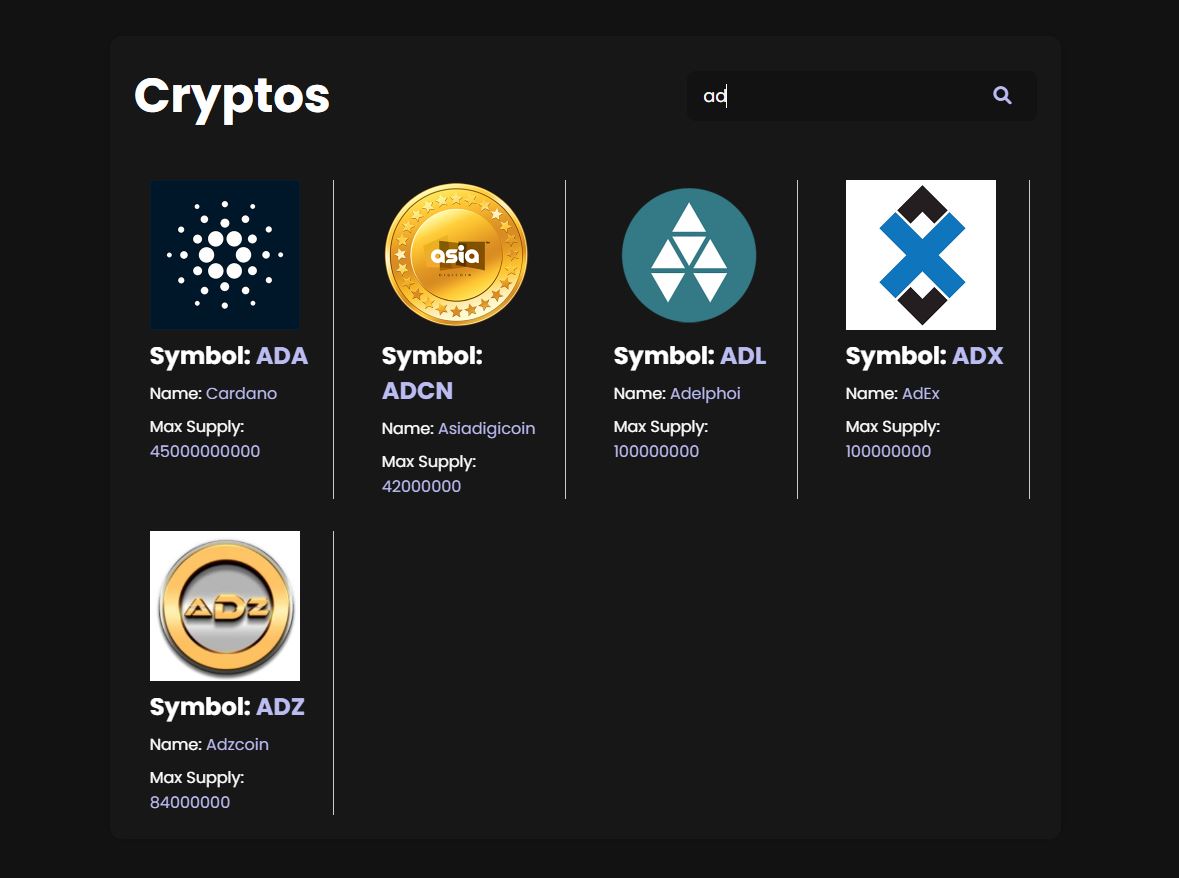 Cryptos
ad
asia
DIGICOIN
Symbol: ADA
Name: Cardano
Max Supply:
45000000000
Symbol:
ADCN
Name: Asiadigicoin
Max Supply:
42000000
Symbol: ADL
Name: Adelphoi
Max Supply:
100000000
Symbol: ADX
Name: AdEx
Max Supply:
100000000
ADZ
Symbol: ADZ
Name: Adzcoin
Max Supply:
84000000